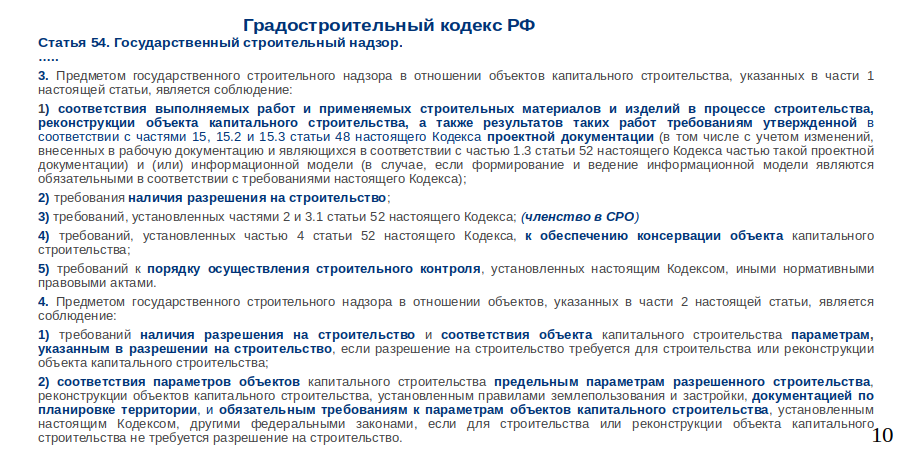 Градостроительный кодекс РФ
Статья 54. Государственный строительный надзор.
.....
3. Предметом государственного строительного надзора в отношении объектов капитального строительства, указанных в части 1
настоящей статьи, является соблюдение:
1) соответствия выполняемых работ и применяемых строительных материалов и изделий в процессе строительства,
реконструкции объекта капитального строительства, а также результатов таких работ требованиям утвержденной в
соответствии с частями 15, 15.2 и 15.3 статьи 48 настоящего Кодекса проектной документации (в том числе с учетом изменений,
внесенных в рабочую документацию и являющихся в соответствии с частью 1.3 статьи 52 настоящего Кодекса частью такой проектной
документации) и (или) информационной модели (в случае, если формирование и ведение информационной модели являются
обязательными в соответствии с требованиями настоящего Кодекса);
2) требования наличия разрешения на строительство;
3) требований, установленных частями 2 и 3.1 статьи 52 настоящего Кодекса; (членство в СРО)
4) требований, установленных частью 4 статьи 52 настоящего Кодекса, к обеспечению консервации объекта капитального
строительства;
5) требований к порядку осуществления строительного контроля, установленных настоящим Кодексом, иными нормативными
правовыми актами.
4. Предметом государственного строительного надзора в отношении объектов, указанных в части 2 настоящей статьи, является
соблюдение:
1) требований наличия разрешения на строительство и соответствия объекта капитального строительства параметрам,
указанным в разрешении на строительство, если разрешение на строительство требуется для строительства или реконструкции
объекта капитального строительства;
2) соответствия параметров объектов капитального строительства предельным параметрам разрешенного строительства,
реконструкции объектов капитального строительства, установленным правилами землепользования и застройки, документацией по
планировке территории, и обязательным требованиям к параметрам объектов капитального строительства, установленным
настоящим Кодексом, другими федеральными законами, если для строительства или реконструкции объекта капитального
строительства не требуется разрешение на строительство.
10